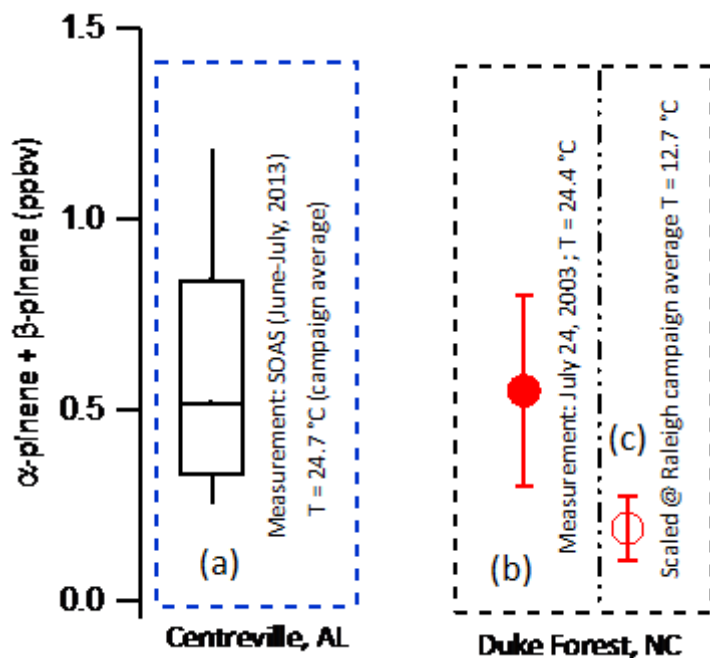 1.5
1.0
0.5
0.0
α-pinene + β-pinene (ppbv)
Measurement: SOAS (June-July, 2013)
T = 24.7 °C (campaign average)
(a)
Centreville, AL
Measurement: July 24, 2003 ; T = 24.4 °C
(b)
(c)
Scaled @ Raleigh campaign average T = 12.7 °C
Duke Forest, NC